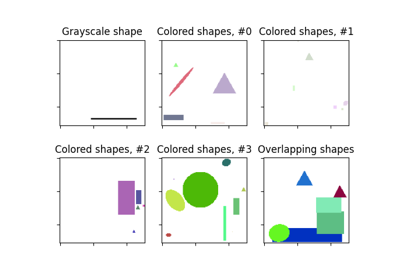 Grayscale shape
Colored shapes, #0
Colored shapes, #1
Colored shapes, #2
Colored shapes, #3
Overlapping shapes